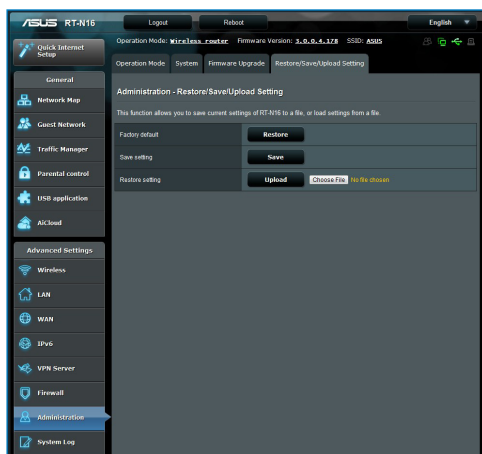 ASUS RT-N16
Logout
Reboot
English
Quick Internet
Setup
Operation Mode: Wireless router Firmware Version: 3.0.0.4.178 SSID: ASUS
Operation Mode
System
Firmware Upgrade
Restore/Save/Upload Setting
General
Network Map
Guest Network
Traffic Manager
Parental control
USB application
AiCloud
Advanced Settings
Wireless
LAN
WAN
IPv6
VPN Server
Firewall
Administration
System Log
Administration - Restore/Save/Upload Setting
This function allows you to save current settings of RT-N16 to a file, or load settings from a file.
Factory default
Restore
Save setting
Save
Restore setting
Upload
Choose File
No file chosen